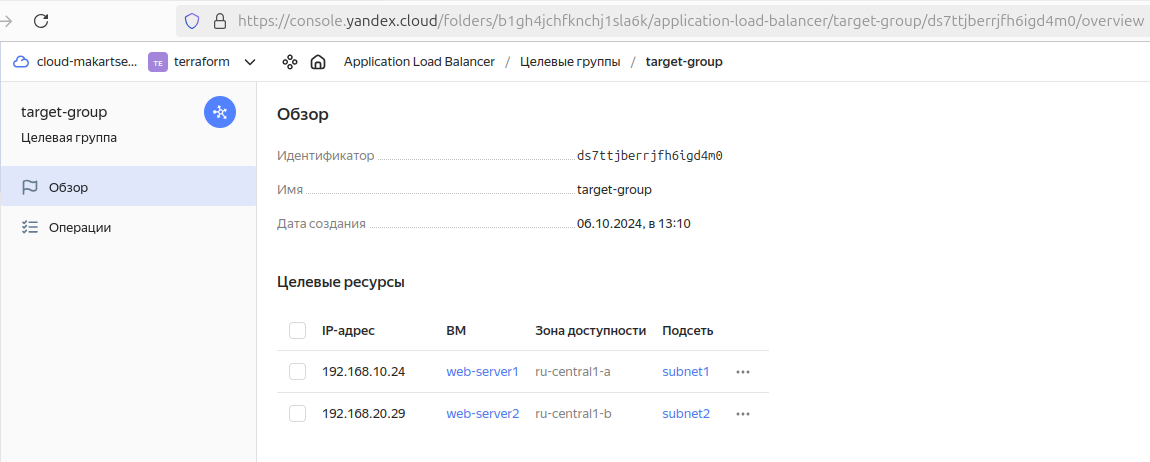 https://console.yandex.cloud/folders/b1gh4jchfknchj1sla6k/application-load-balancer/target-group/ds7ttjberrjfh6igd4m0/overview
cloud-makartse... TE terraform Application Load Balancer / Целевые группы / target-group
target-group
Целевая группа
Обзор
Операции
Обзор
Идентификатор ds7ttjberrjfh6igd4m0
Имя target-group
Дата создания 06.10.2024, в 13:10
Целевые ресурсы
IP-адрес ВМ Зона доступности Подсеть
192.168.10.24 web-server1 ru-central1-a subnet1
192.168.20.29 web-server2 ru-central1-b subnet2